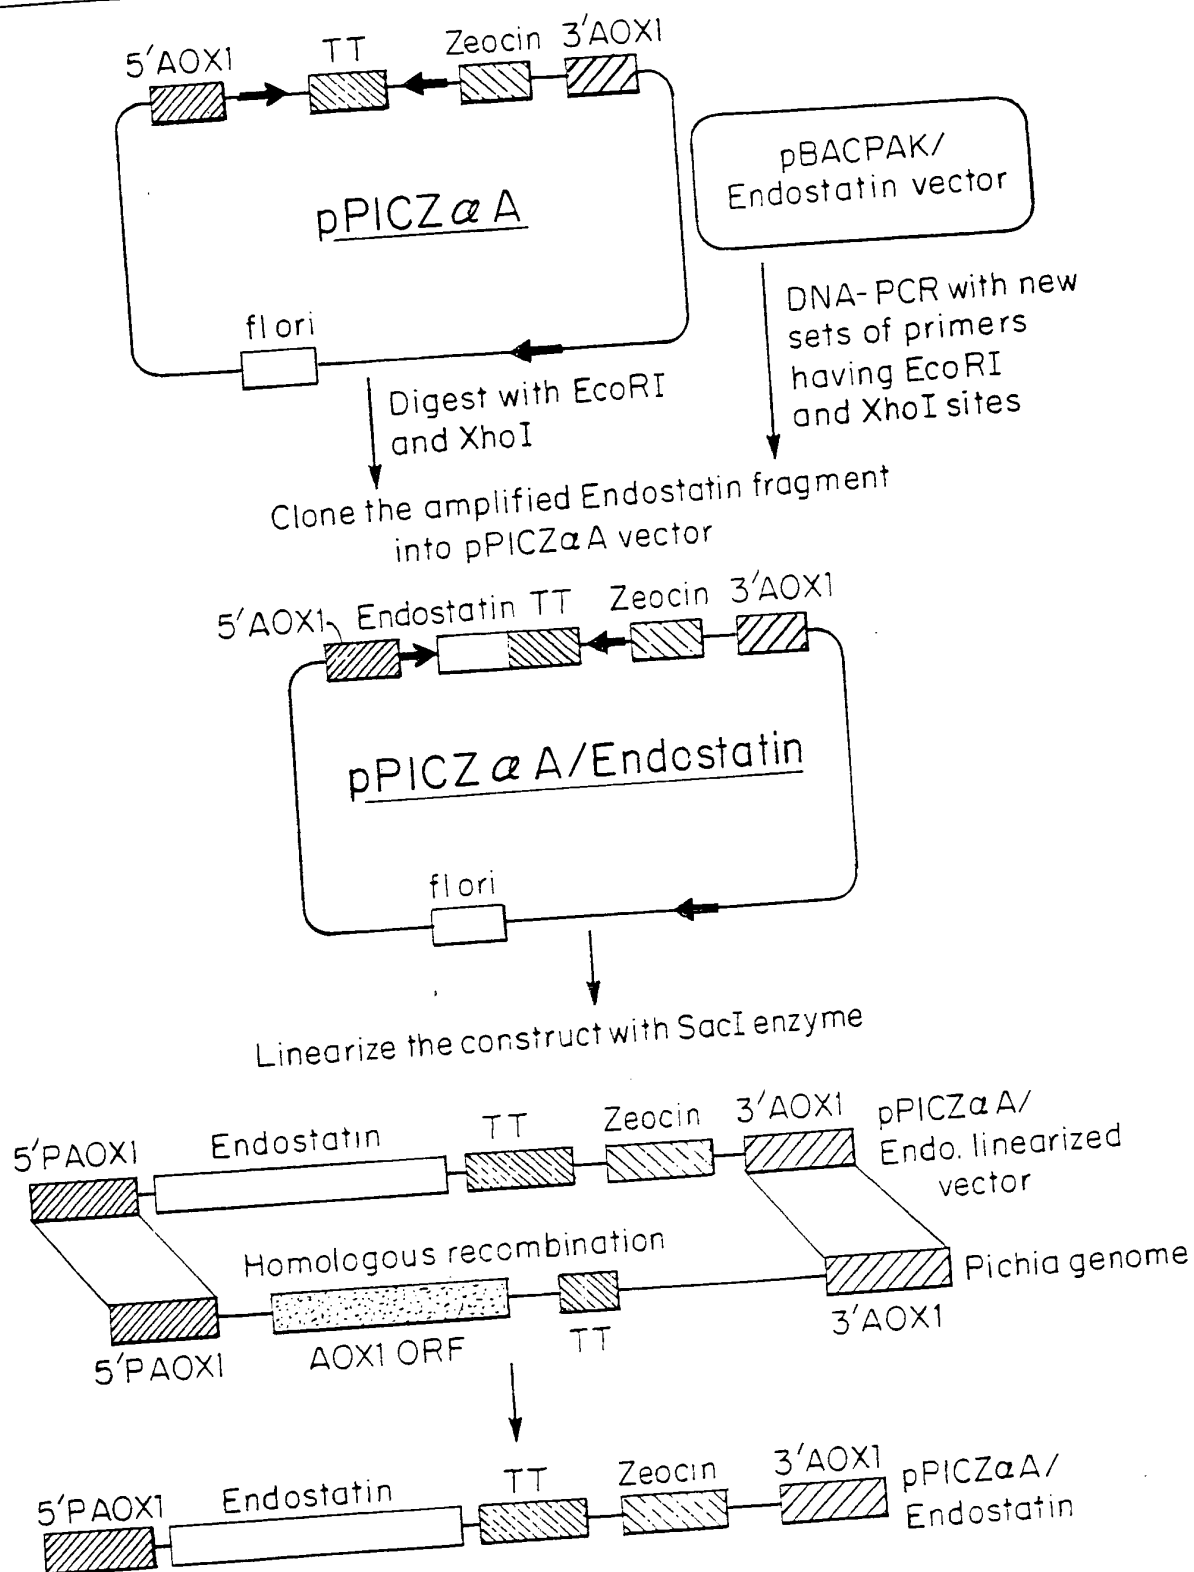 5'AOX1 TT Zeocin 3'AOX1
pPICZαA
f1 ori
pBACPAK/
Endostatin vector
Digest with EcoRI
and XhoI
DNA-PCR with new
sets of primers
having EcoRI
and XhoI sites
Clone the amplified Endostatin fragment
into pPICZαA vector
5'AOX1 Endostatin TT Zeocin 3'AOX1
pPICZαA/Endostatin
f1 ori
Linearize the construct with SacI enzyme
5'PAOX1 Endostatin TT Zeocin 3'AOX1
pPICZαA/
Endo. linearized
vector
Homologous recombination
Pichia genome
5'PAOX1 AOX1 ORF TT 3'AOX1
5'PAOX1 Endostatin TT Zeocin 3'AOX1
pPICZαA/
Endostatin